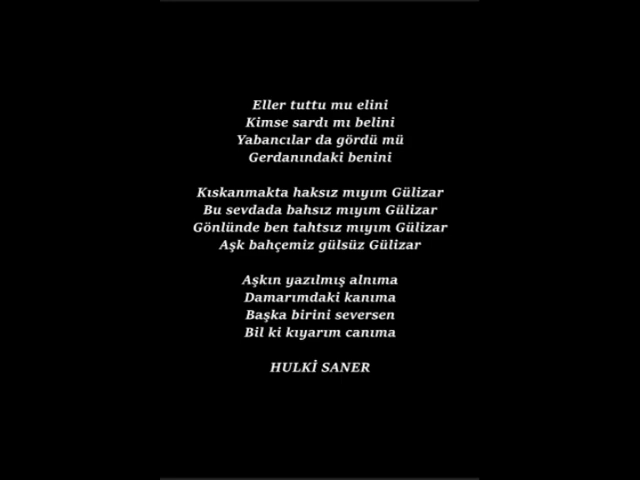 Eller tuttu mu elini
Kimse sardı mı belini
Yabancılar da gördü mü
Gerdanındaki benini
Kıskanmakta haksız mıyım Gülizar
Bu sevdada bahsız mıyım Gülizar
Gönlünde ben tahtsız mıyım Gülizar
Aşk bahçemiz gülsüz Gülizar
Aşkın yazılmış alnıma
Damarımdaki kanıma
Başka birini seversen
Bil ki kıyarım canıma
HULKİ SANER